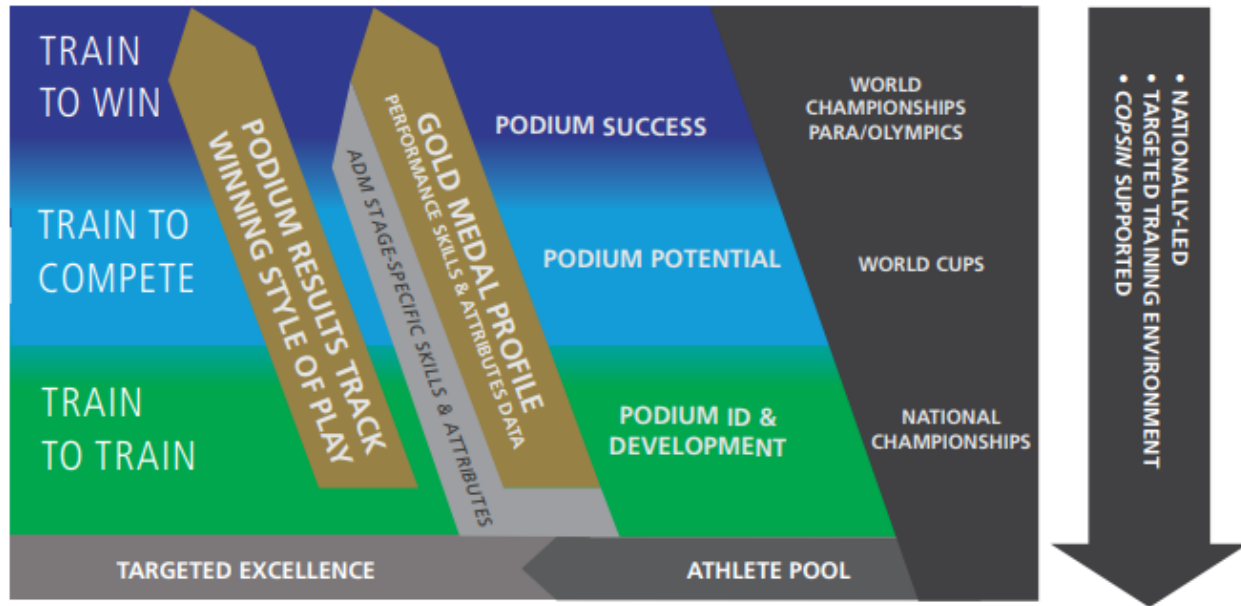 TRAIN
TO WIN
TRAIN TO
COMPETE
TRAIN
TO TRAIN
PODIUM RESULTS TRACK
WINNING STYLE OF PLAY
ADM STAGE-SPECIFIC SKILLS & ATTRIBUTES
GOLD MEDAL PROFILE
PERFORMANCE SKILLS & ATTRIBUTES DATA
PODIUM SUCCESS
PODIUM POTENTIAL
PODIUM ID &
DEVELOPMENT
WORLD
CHAMPIONSHIPS
PARA/OLYMPICS
WORLD CUPS
NATIONAL
CHAMPIONSHIPS
TARGETED EXCELLENCE
ATHLETE POOL
• NATIONALLY-LED
• TARGETED TRAINING ENVIRONMENT
• COPSIN SUPPORTED